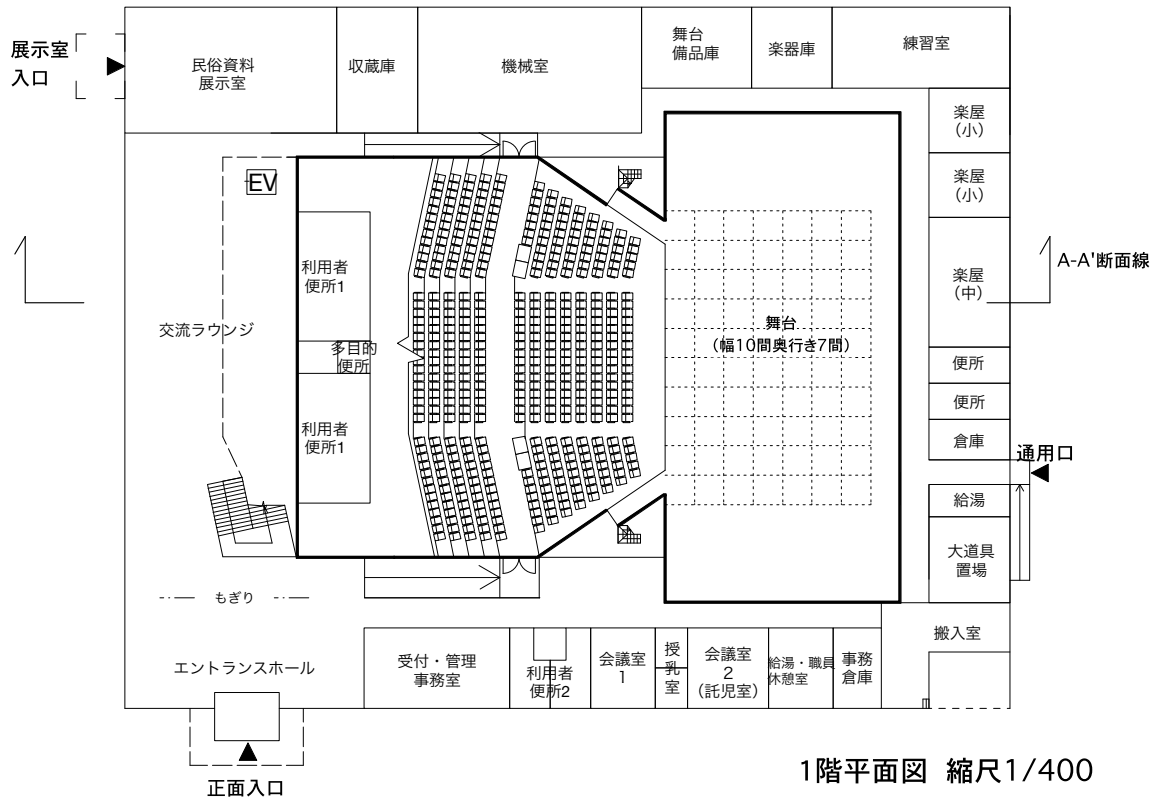 展示室
入口
民俗資料
展示室
収蔵庫
機械室
舞台
備品庫
楽器庫
練習室
楽屋
(小)
楽屋
(小)
楽屋
(中)
A-A'断面線
便所
便所
倉庫
通用口
給湯
大道具
置場
搬入室
EV
利用者
便所1
交流ラウンジ
多目的
便所
利用者
便所1
舞台
(幅10間奥行き7間)
もぎり
エントランスホール
受付・管理
事務室
利用者
便所2
会議室
1
授
乳
室
会議室
2
(託児室)
給湯・職員
休憩室
事務
倉庫
正面入口
1階平面図 縮尺1/400